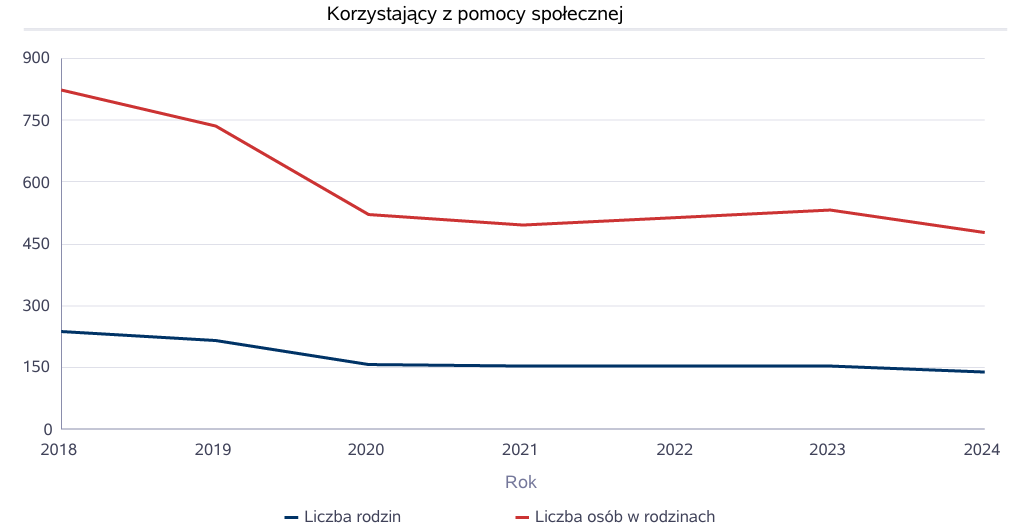 Korzystający z pomocy społecznej
900
750
600
450
300
150
0
2018 2019 2020 2021 2022 2023 2024
Rok
Liczba rodzin Liczba osób w rodzinach